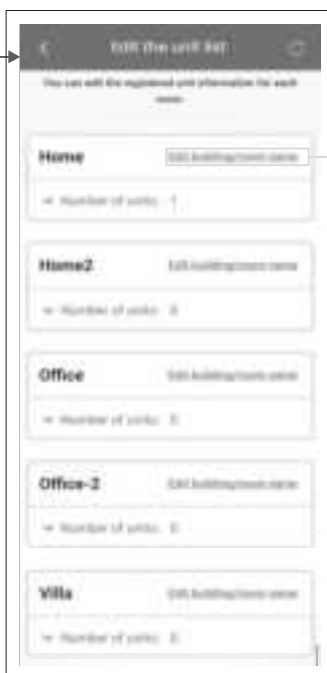 Edit the unit list
You can edit the registered unit information for each
room.
Home Edit building/room name
Number of units: 1
Home2 Edit building/room name
Number of units: 0
Office Edit building/room name
Number of units: 0
Office-2 Edit building/room name
Number of units: 0
Villa Edit building/room name
Number of units: 0